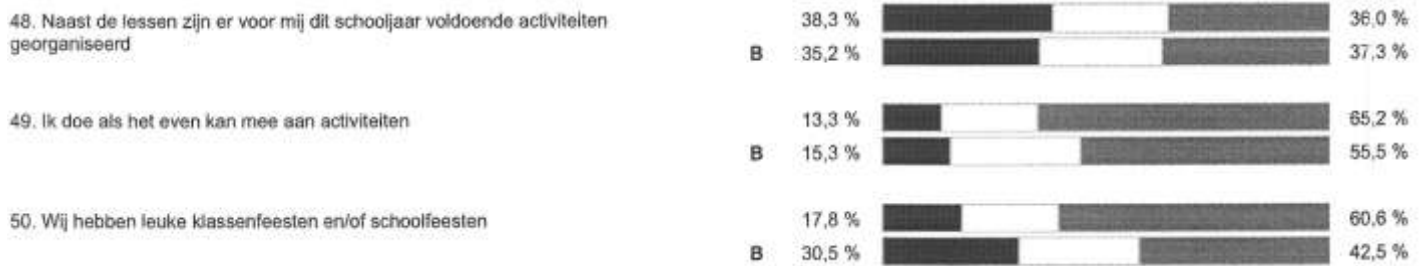 48. Naast de lessen zijn er voor mij dit schooljaar voldoende activiteiten
georganiseerd
38,3 % 36,0 %
B 35,2 % 37,3 %
49. Ik doe als het even kan mee aan activiteiten
13,3 % 65,2 %
B 15,3 % 55,5 %
50. Wij hebben leuke klassenfeesten en/of schoolfeesten
17,8 % 60,6 %
B 30,5 % 42,5 %